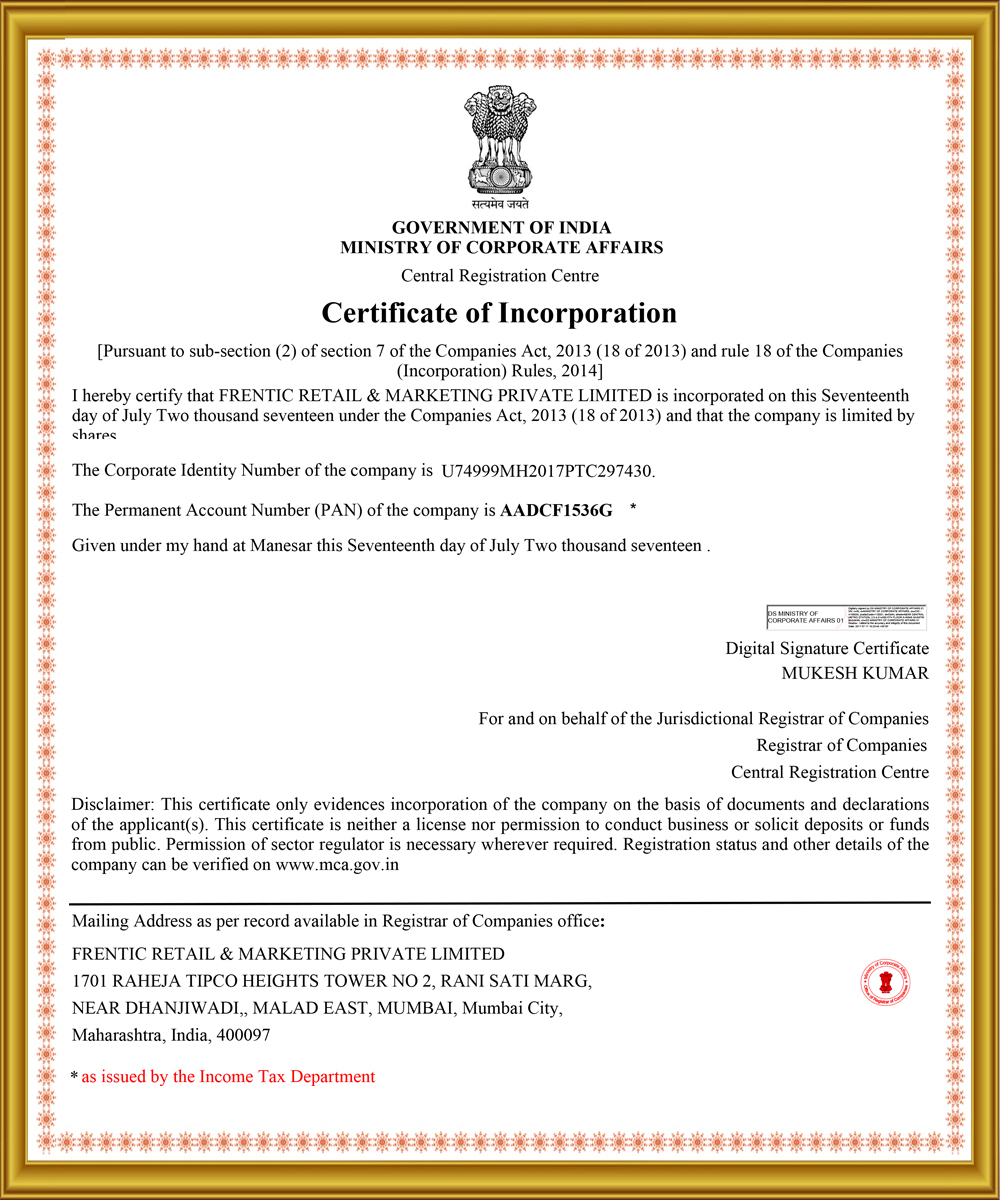 सत्यमेव जयते
GOVERNMENT OF INDIA
MINISTRY OF CORPORATE AFFAIRS
Central Registration Centre
Certificate of Incorporation
[Pursuant to sub-section (2) of section 7 of the Companies Act, 2013 (18 of 2013) and rule 18 of the Companies
(Incorporation) Rules, 2014]
I hereby certify that FRENTIC RETAIL & MARKETING PRIVATE LIMITED is incorporated on this Seventeenth
day of July Two thousand seventeen under the Companies Act, 2013 (18 of 2013) and that the company is limited by
shares
The Corporate Identity Number of the company is U74999MH2017PTC297430.
The Permanent Account Number (PAN) of the company is AADCF1536G *
Given under my hand at Manesar this Seventeenth day of July Two thousand seventeen .
DS MINISTRY OF
CORPORATE AFFAIRS 01
Digital Signature Certificate
MUKESH KUMAR
For and on behalf of the Jurisdictional Registrar of Companies
Registrar of Companies
Central Registration Centre
Disclaimer: This certificate only evidences incorporation of the company on the basis of documents and declarations
of the applicant(s). This certificate is neither a license nor permission to conduct business or solicit deposits or funds
from public. Permission of sector regulator is necessary wherever required. Registration status and other details of the
company can be verified on www.mca.gov.in
Mailing Address as per record available in Registrar of Companies office:
FRENTIC RETAIL & MARKETING PRIVATE LIMITED
1701 RAHEJA TIPCO HEIGHTS TOWER NO 2, RANI SATI MARG,
NEAR DHANJIWADI,, MALAD EAST, MUMBAI, Mumbai City,
Maharashtra, India, 400097
Ministry of Corporate Affairs
Office of Registrar of Companies
* as issued by the Income Tax Department